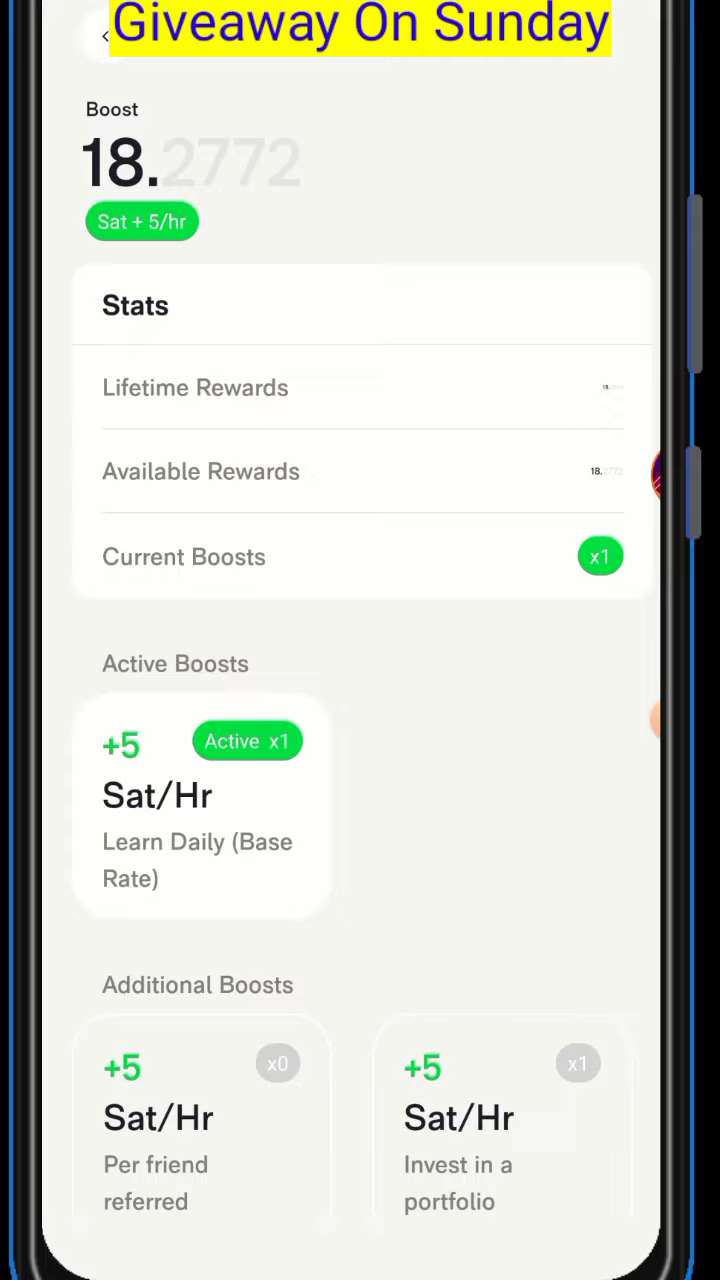 Giveaway On Sunday
Boost
18.2772
Sat + 5/hr
Stats
Lifetime Rewards
Available Rewards 18.2772
Current Boosts x1
Active Boosts
+5 Active x1
Sat/Hr
Learn Daily (Base
Rate)
Additional Boosts
+5 x0 +5 x1
Sat/Hr Sat/Hr
Per friend Invest in a
referred portfolio